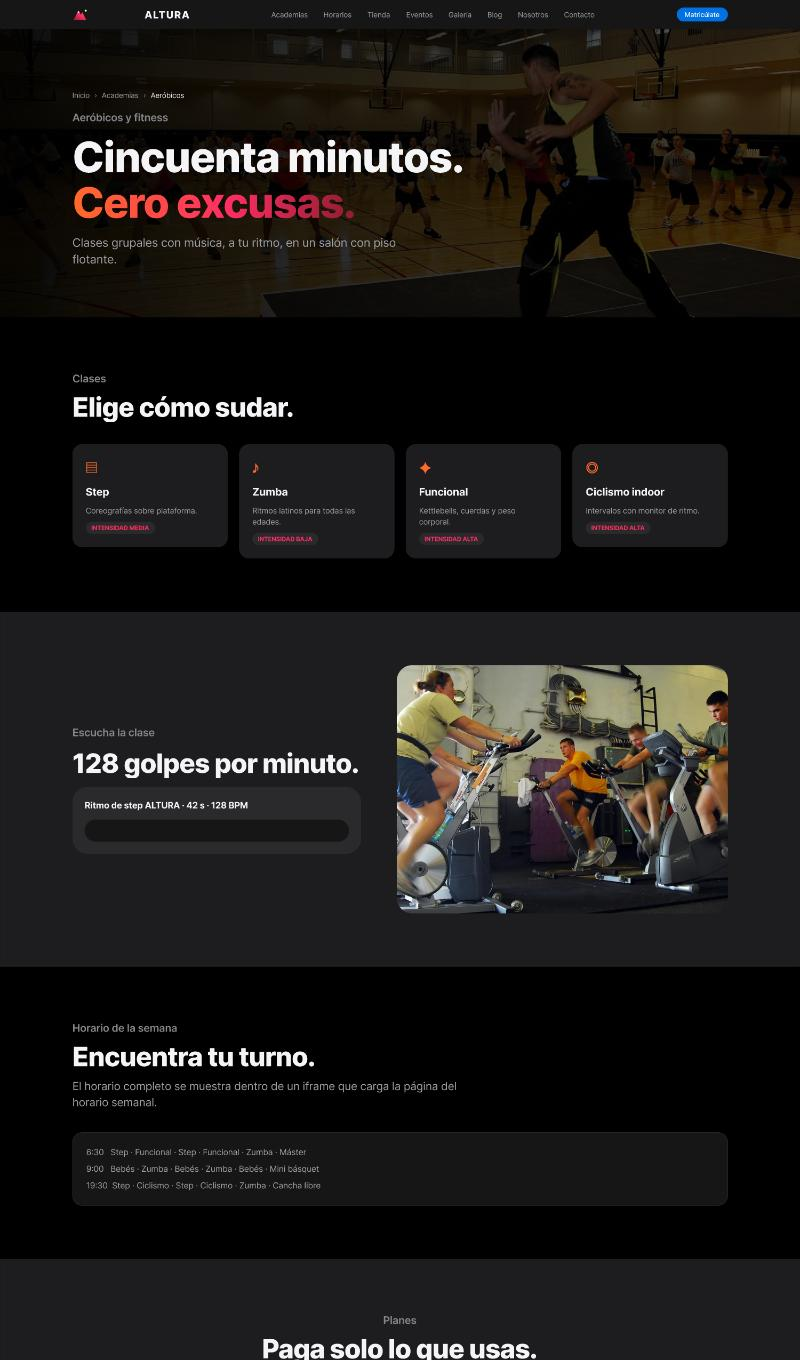 ALTURA
Academias Horarios Tienda Eventos Galería Blog Nosotros Contacto
Matricúlate
Inicio › Academias › Aeróbicos
Aeróbicos y fitness
Cincuenta minutos.
Cero excusas.
Clases grupales con música, a tu ritmo, en un salón con piso
flotante.
Clases
Elige cómo sudar.
Step
Coreografías sobre plataforma.
INTENSIDAD MEDIA
Zumba
Ritmos latinos para todas las
edades.
INTENSIDAD BAJA
Funcional
Kettlebells, cuerdas y peso
corporal.
INTENSIDAD ALTA
Ciclismo indoor
Intervalos con monitor de ritmo.
INTENSIDAD ALTA
Escucha la clase
128 golpes por minuto.
Ritmo de step ALTURA · 42 s · 128 BPM
Horario de la semana
Encuentra tu turno.
El horario completo se muestra dentro de un iframe que carga la página del
horario semanal.
6:30 Step · Funcional · Step · Funcional · Zumba · Máster
9:00 Bebés · Zumba · Bebés · Zumba · Bebés · Mini básquet
19:30 Step · Ciclismo · Step · Ciclismo · Zumba · Cancha libre
Planes
Paga solo lo que usas.